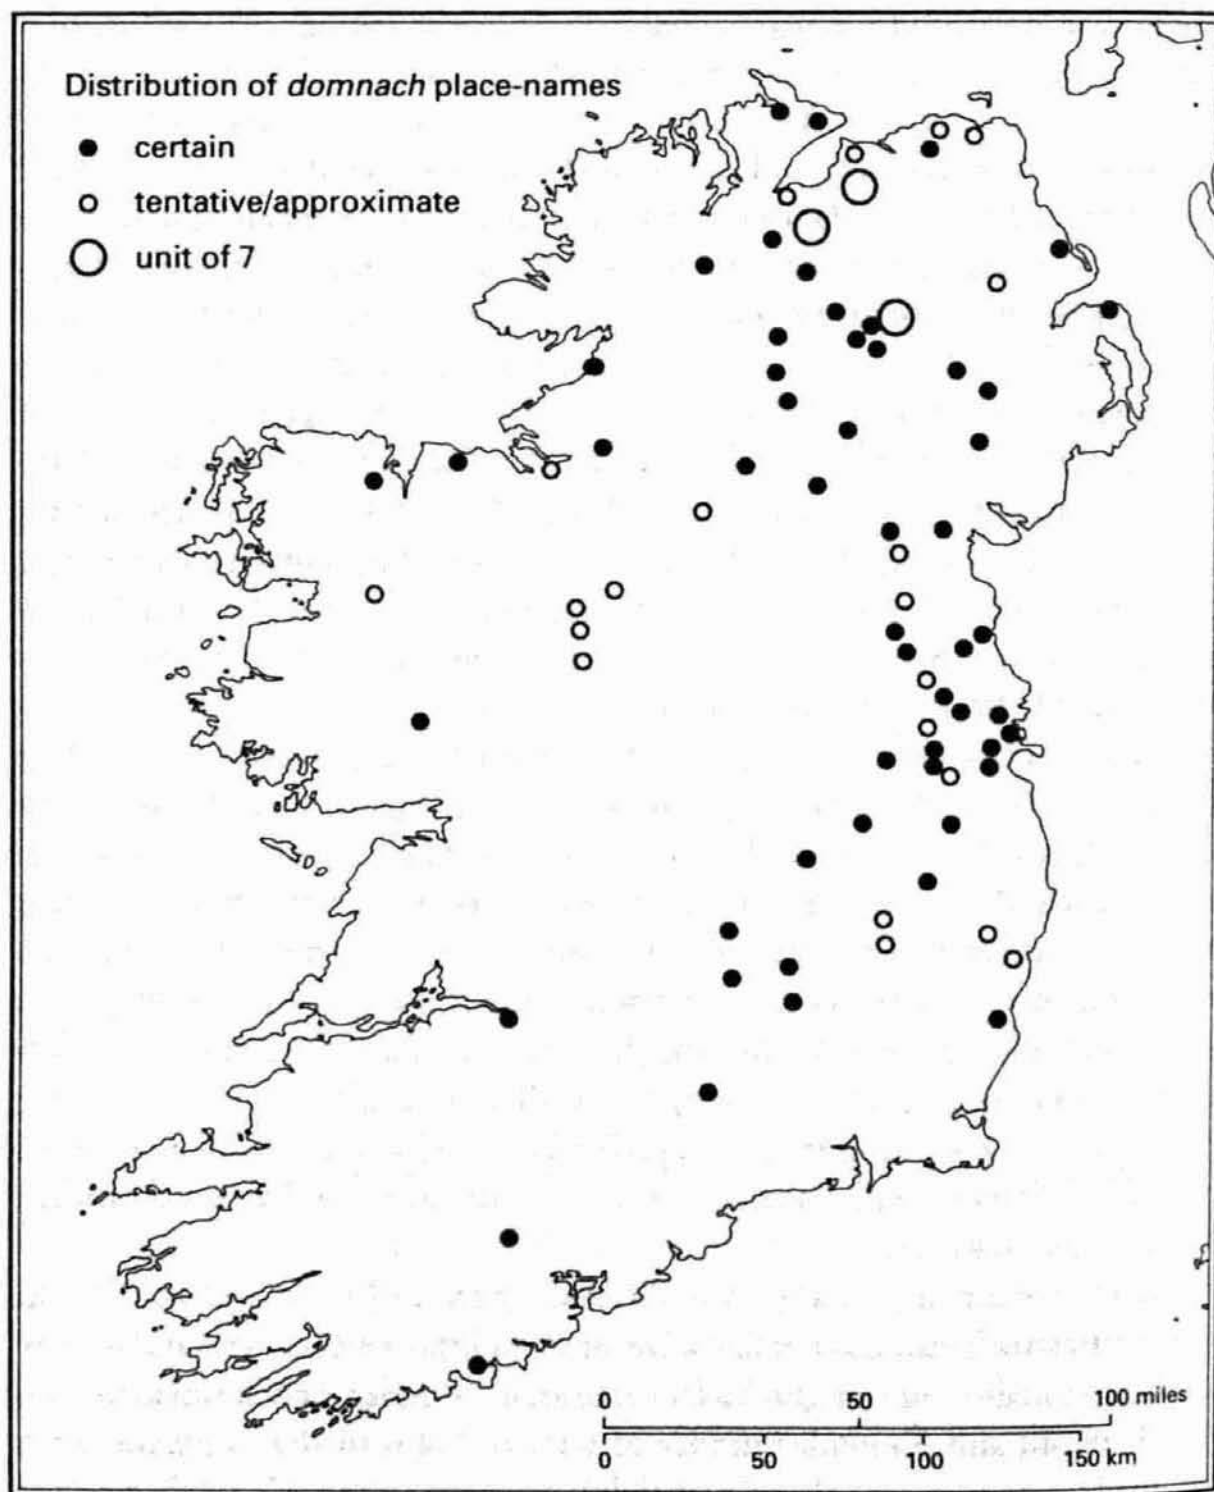 Distribution of domnach place-names
certain
tentative/approximate
unit of 7
0 50 100 miles
0 50 100 150 km